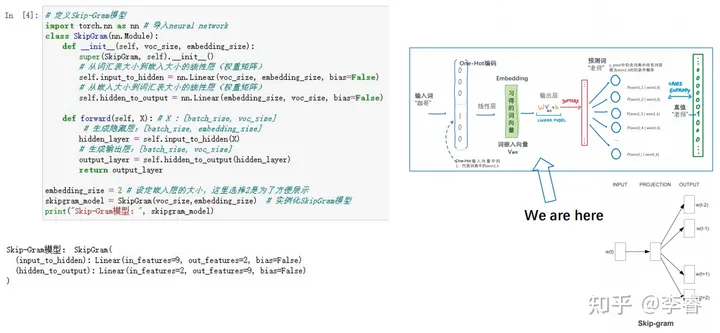 In [4]:
# 定义Skip-Gram模型
import torch.nn as nn # 导入neural network
class SkipGram(nn.Module):
def __init__(self, voc_size, embedding_size):
super(SkipGram, self).__init__()
# 从词汇表大小到嵌入大小的线性层（权重矩阵）
self.input_to_hidden = nn.Linear(voc_size, embedding_size, bias=False)
# 从嵌入大小到词汇表大小的线性层（权重矩阵）
self.hidden_to_output = nn.Linear(embedding_size, voc_size, bias=False)
def forward(self, X): # X : [batch_size, voc_size]
# 生成隐藏层：[batch_size, embedding_size]
hidden_layer = self.input_to_hidden(X)
# 生成输出层：[batch_size, voc_size]
output_layer = self.hidden_to_output(hidden_layer)
return output_layer
embedding_size = 2 # 设定嵌入层的大小，这里选择2是为了方便展示
skipgram_model = SkipGram(voc_size,embedding_size) # 实例化SkipGram模型
print("Skip-Gram模型：", skipgram_model)
Skip-Gram模型： SkipGram(
(input_to_hidden): Linear(in_features=9, out_features=2, bias=False)
(hidden_to_output): Linear(in_features=2, out_features=9, bias=False)
)
One-Hot编码
输入词
"咖哥"
线性层
Embedding
习得的词向量
词嵌入向量
输出层
预测词
"老师"
真值
"老师"
We are here
INPUT PROJECTION OUTPUT
w(t)
w(t-2)
w(t-1)
w(t+1)
w(t+2)
Skip-gram
知乎 @李睿